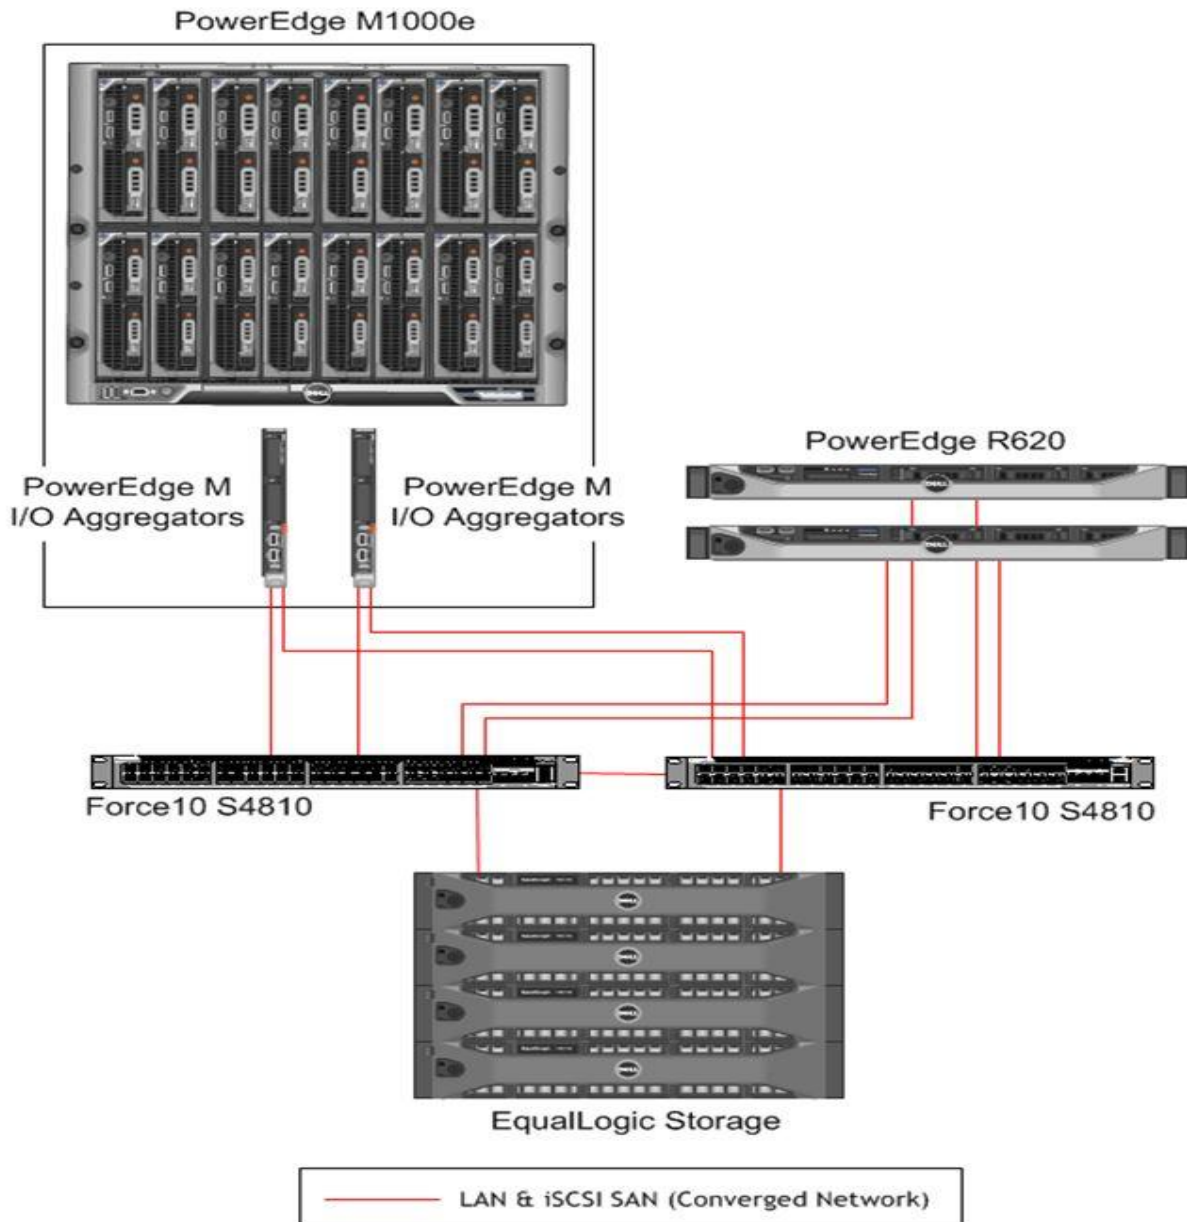 PowerEdge M1000e
PowerEdge M
I/O Aggregators
PowerEdge M
I/O Aggregators
PowerEdge R620
Force10 S4810
Force10 S4810
EqualLogic Storage
LAN & iSCSI SAN (Converged Network)